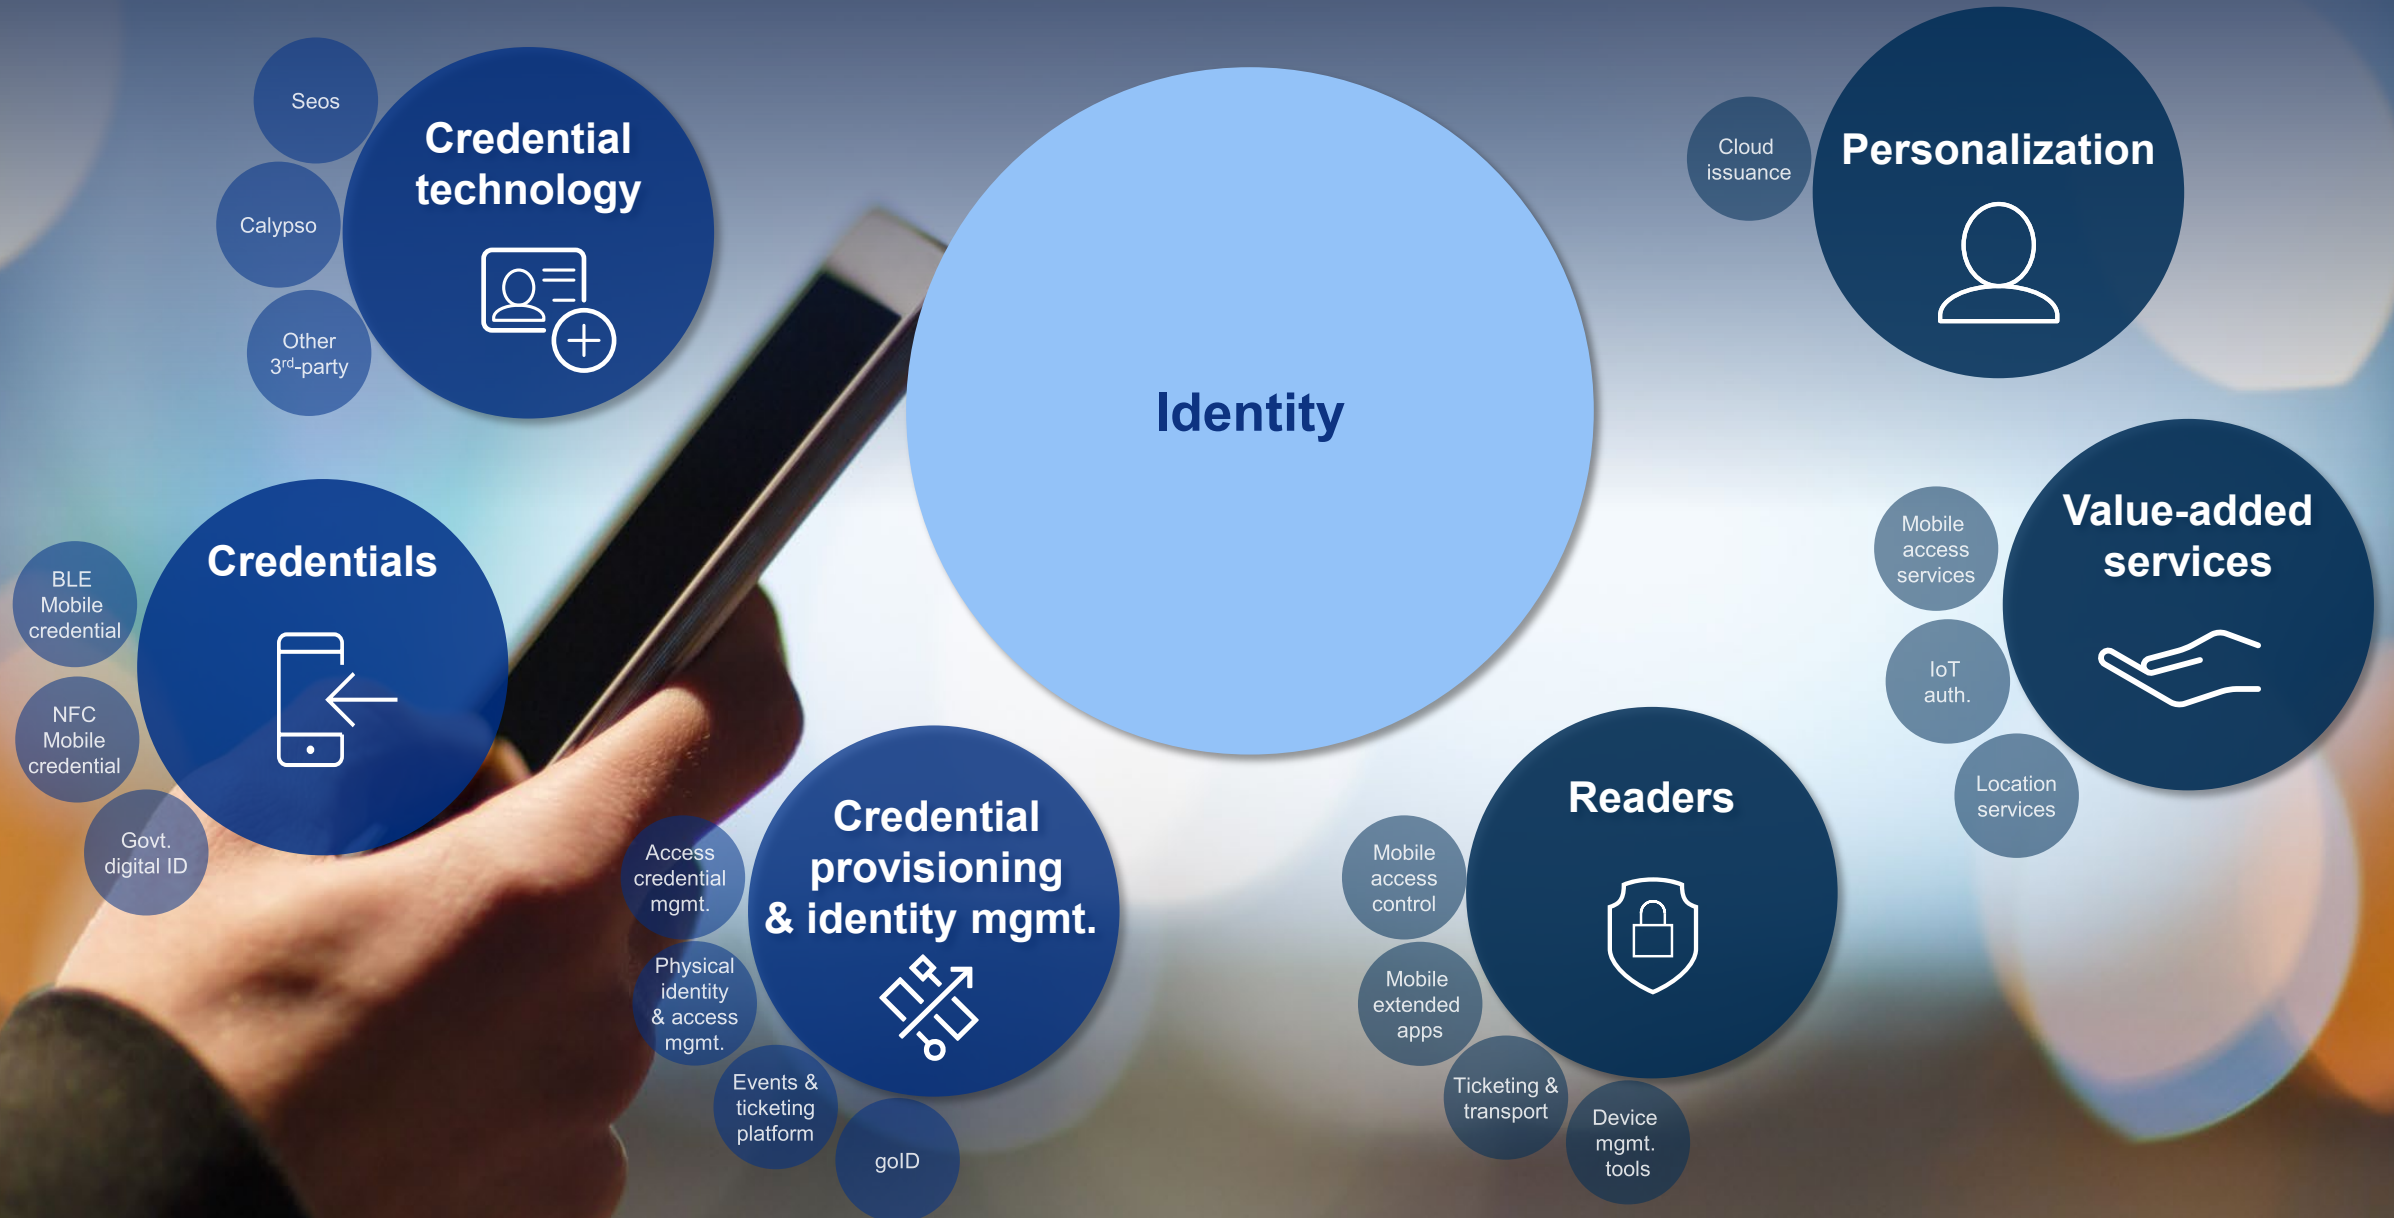 Seos
Calypso
Other
3rd-party
Credential
technology
Identity
Cloud
issuance
Personalization
BLE
Mobile
credential
NFC
Mobile
credential
Govt.
digital ID
Credentials
Access
credential
mgmt.
Physical
identity
& access
mgmt.
Events &
ticketing
platform
goID
Credential
provisioning
& identity mgmt.
Mobile
access
control
Mobile
extended
apps
Ticketing &
transport
Device
mgmt.
tools
Readers
Mobile
access
services
IoT
auth.
Location
services
Value-added
services